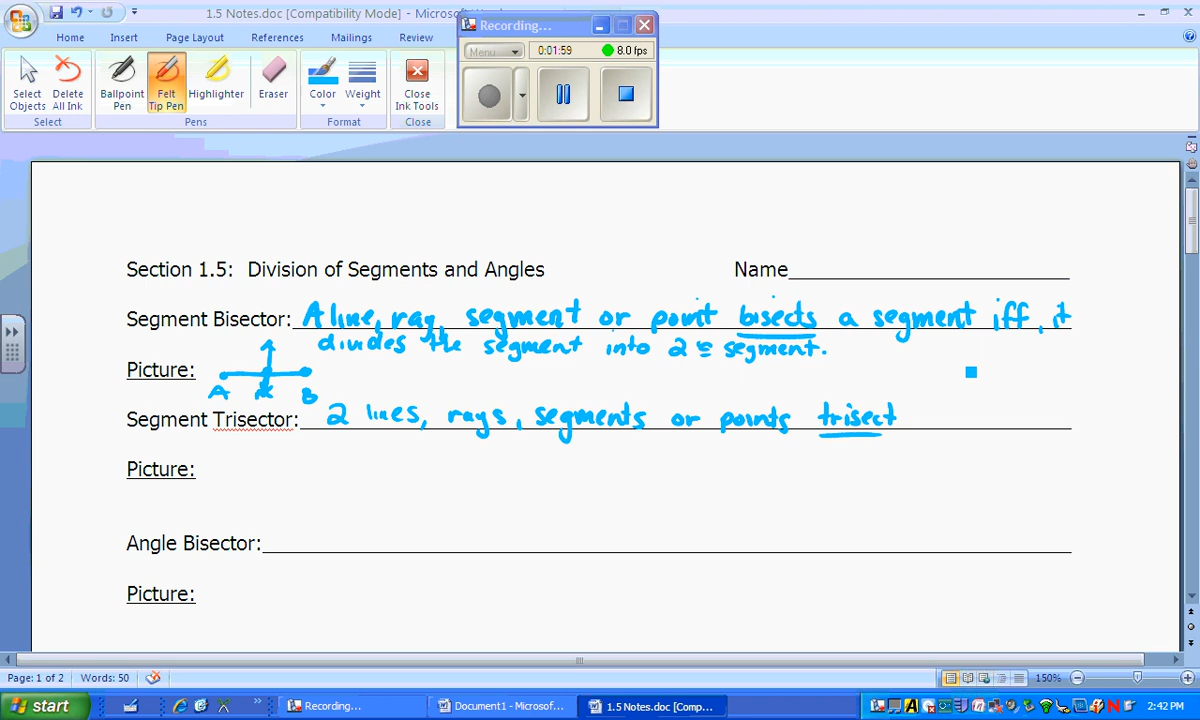 1.5 Notes.doc [Compatibility Mode] - Microsoft W
Recording...
Home Insert Page Layout References Mailings Review
Menu 0:01:59 8.0 fps
Select Objects
Delete All Ink
Ballpoint Pen
Felt Tip Pen
Highlighter
Eraser
Color
Weight
Close Ink Tools
Select Pens Format Close
Section 1.5: Division of Segments and Angles Name
Segment Bisector: A line, ray, segment or point bisects a segment iff, it
divides the segment into 2 ≅ segment.
Picture:
A B
Segment Trisector: 2 lines, rays, segments or points trisect
Picture:
Angle Bisector:
Picture:
Page: 1 of 2 Words: 50 150%
start Recording... Document1 - Microsof... 1.5 Notes.doc [Comp... 2:42 PM